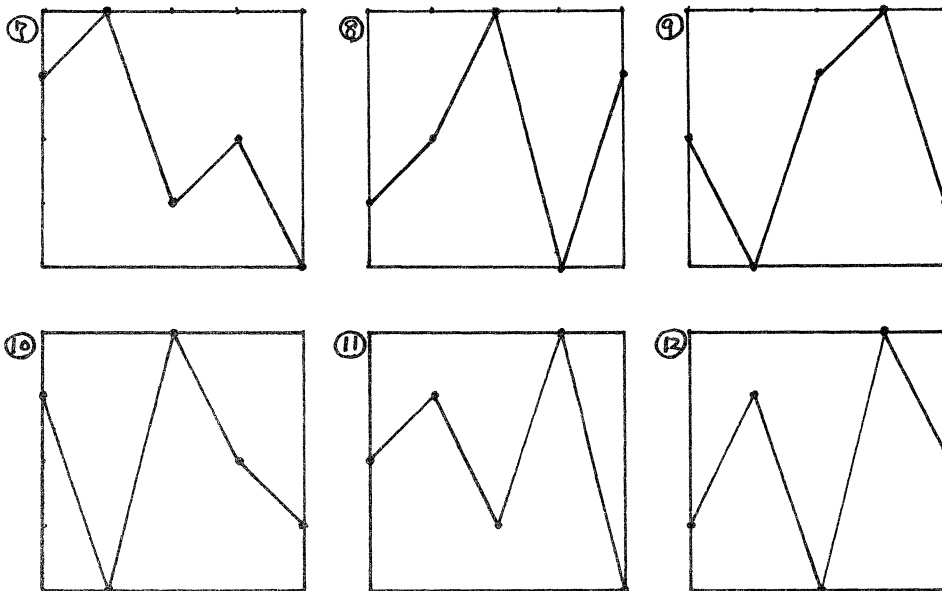 ⑦ ⑧ ⑨
⑩ ⑪ ⑫